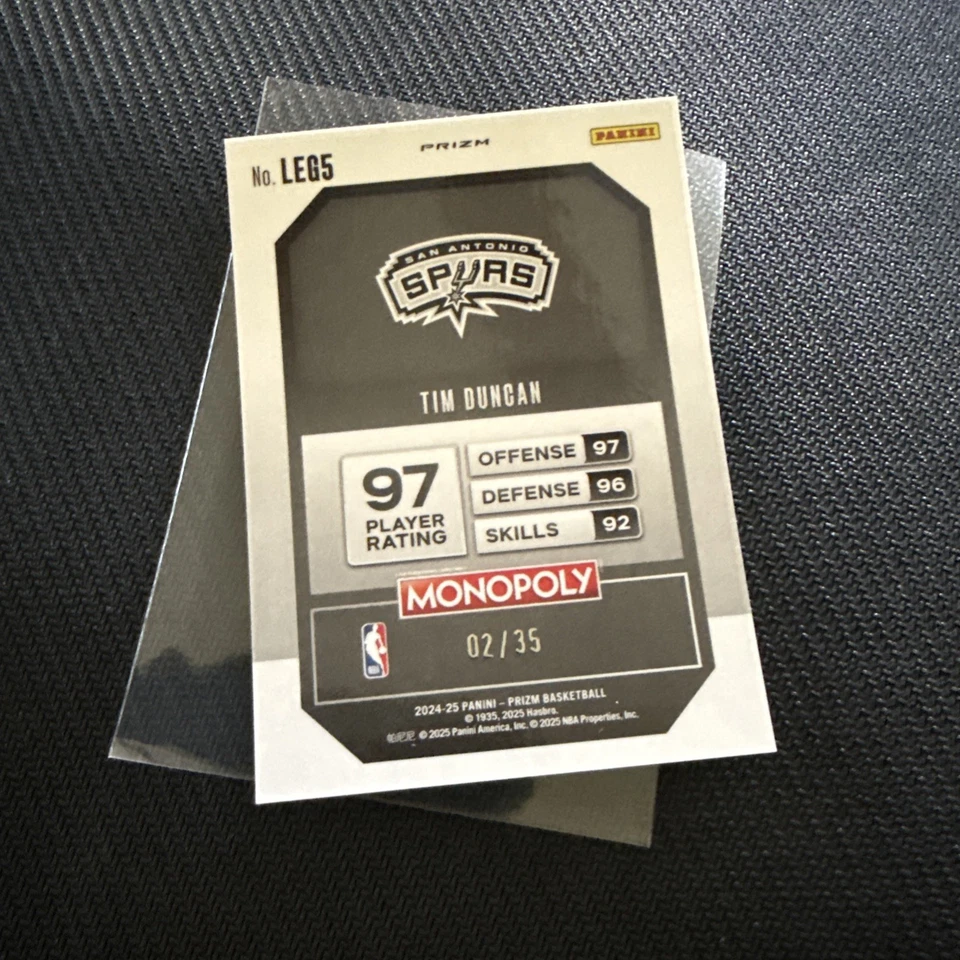 PRIZM
PANINI
No. LEG5
SAN ANTONIO
SPURS
TIM DUNCAN
97
PLAYER
RATING
OFFENSE 97
DEFENSE 96
SKILLS 92
MONOPOLY
02/35
2024-25 PANINI – PRIZM BASKETBALL
© 1935, 2025 Hasbro.
© 2025 Panini America, Inc. © 2025 NBA Properties, Inc.